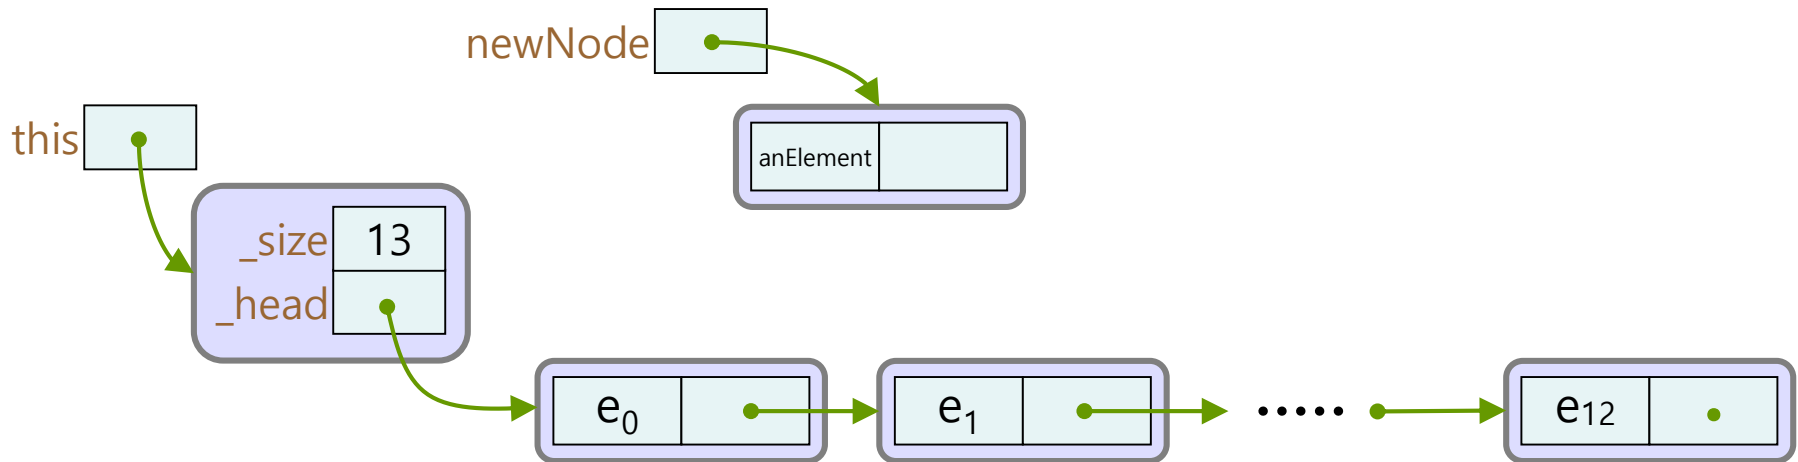 newNode
this
anElement
_size 13
_head
e0 e1 ..... e12